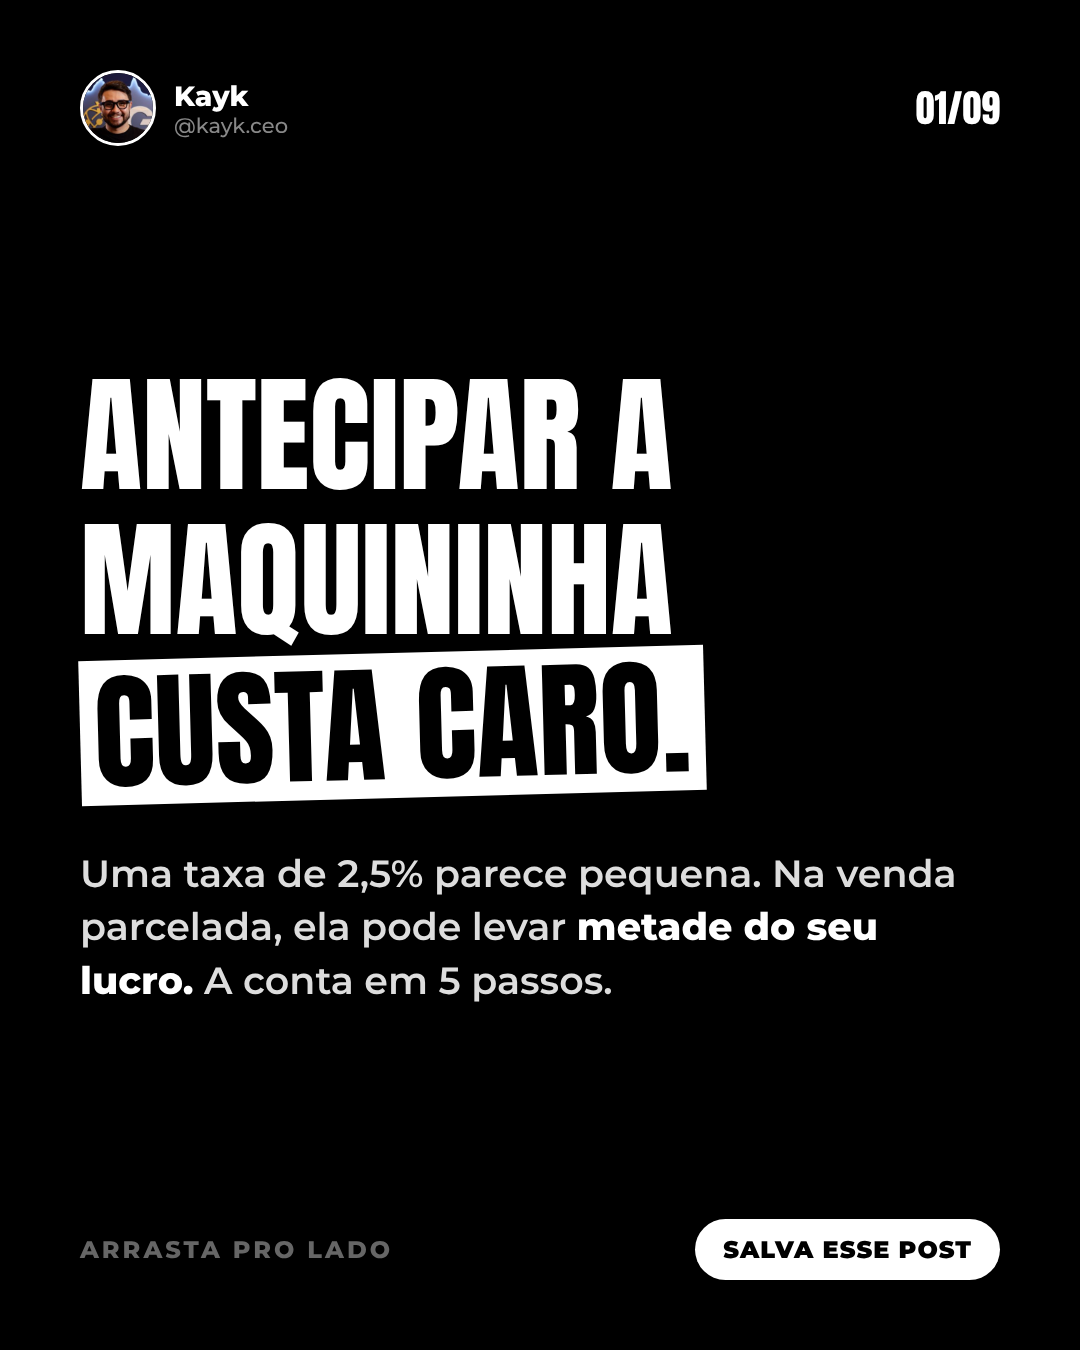 Kayk
@kayk.ceo
01/09
ANTECIPAR A
MAQUININHA
CUSTA CARO.
Uma taxa de 2,5% parece pequena. Na venda
parcelada, ela pode levar metade do seu
lucro. A conta em 5 passos.
ARRASTA PRO LADO
SALVA ESSE POST